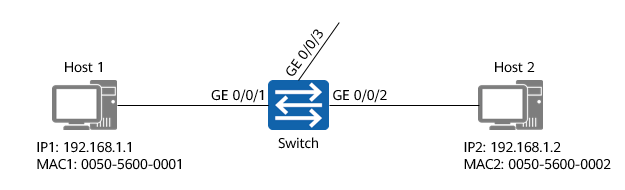 GE 0/0/3
Host 1
Host 2
GE 0/0/1
GE 0/0/2
Switch
IP1: 192.168.1.1
MAC1: 0050-5600-0001
IP2: 192.168.1.2
MAC2: 0050-5600-0002